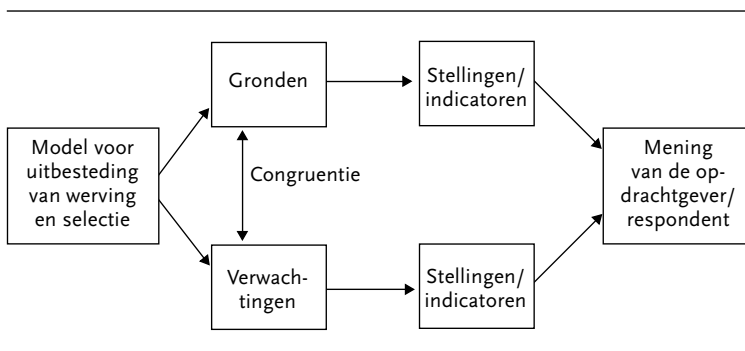 Gronden
Stellingen/
indicatoren
Model voor
uitbesteding
van werving
en selectie
Congruentie
Mening
van de op-
drachtgever/
respondent
Verwach-
tingen
Stellingen/
indicatoren